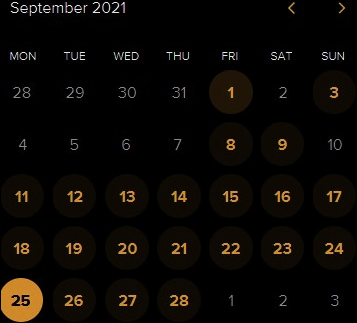 September 2021
MON TUE WED THU FRI SAT SUN
28 29 30 31 1 2 3
4 5 6 7 8 9 10
11 12 13 14 15 16 17
18 19 20 21 22 23 24
25 26 27 28 1 2 3